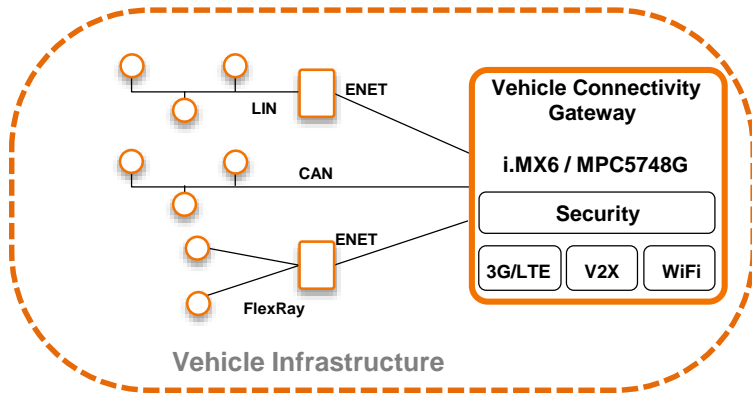 ENET
LIN
Vehicle Connectivity
Gateway
i.MX6 / MPC5748G
CAN
Security
ENET
3G/LTE
V2X
WiFi
FlexRay
Vehicle Infrastructure